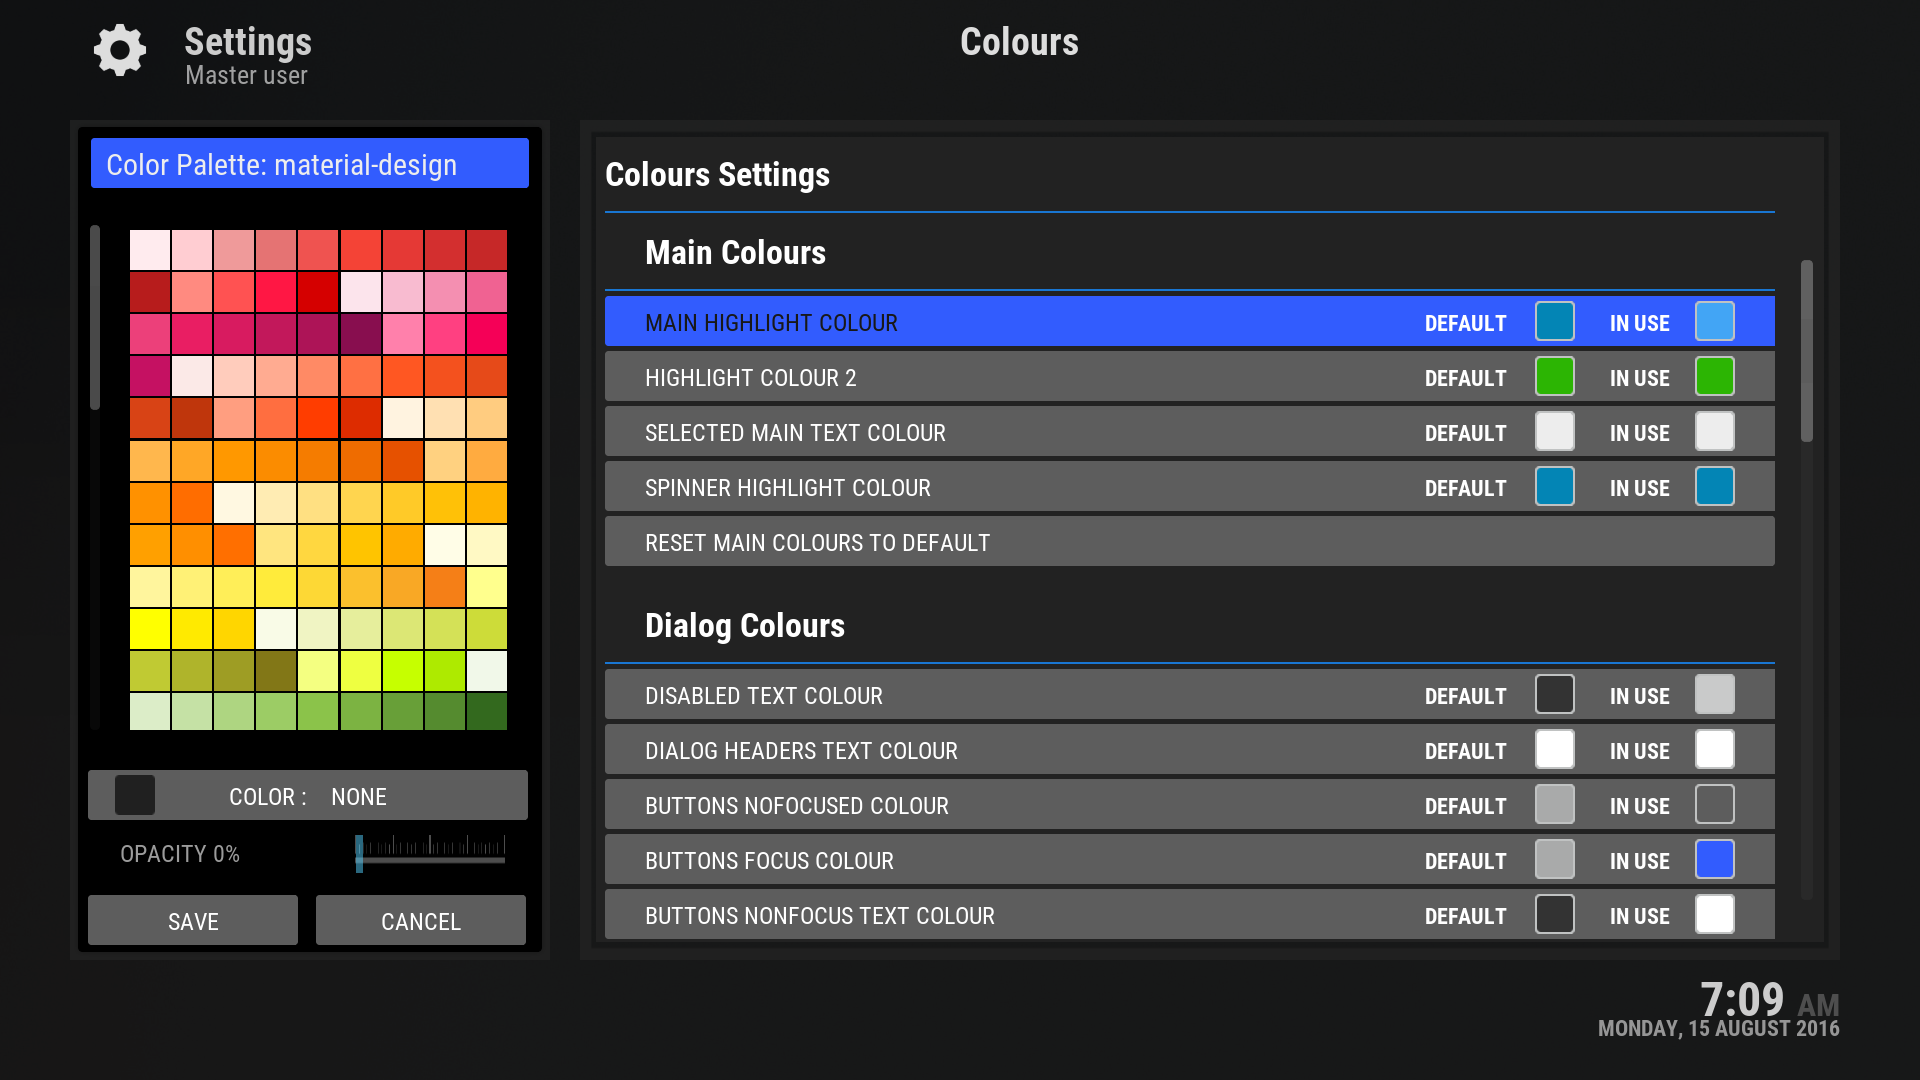 Settings
Master user
Colours
Color Palette: material-design
COLOR : NONE
OPACITY 0%
SAVE CANCEL
Colours Settings
Main Colours
MAIN HIGHLIGHT COLOUR DEFAULT IN USE
HIGHLIGHT COLOUR 2 DEFAULT IN USE
SELECTED MAIN TEXT COLOUR DEFAULT IN USE
SPINNER HIGHLIGHT COLOUR DEFAULT IN USE
RESET MAIN COLOURS TO DEFAULT
Dialog Colours
DISABLED TEXT COLOUR DEFAULT IN USE
DIALOG HEADERS TEXT COLOUR DEFAULT IN USE
BUTTONS NOFOCUSED COLOUR DEFAULT IN USE
BUTTONS FOCUS COLOUR DEFAULT IN USE
BUTTONS NONFOCUS TEXT COLOUR DEFAULT IN USE
7:09 AM
MONDAY, 15 AUGUST 2016